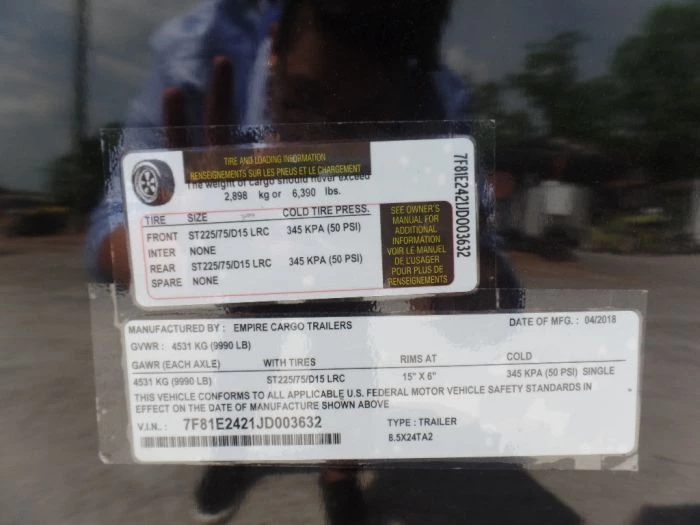 TIRE AND LOADING INFORMATION
RENSEIGNEMENTS SUR LES PNEUS ET LE CHARGEMENT
The weight of cargo should never exceed
2,898 kg or 6,390 lbs.
TIRE SIZE COLD TIRE PRESS.
FRONT ST225/75/D15 LRC 345 KPA (50 PSI)
INTER NONE
REAR ST225/75/D15 LRC 345 KPA (50 PSI)
SPARE NONE
SEE OWNER'S
MANUAL FOR
ADDITIONAL
INFORMATION
VOIR LE MANUEL
DE L'USAGER
POUR PLUS DE
RENSEIGNEMENTS
7F81E2421JD003632
MANUFACTURED BY : EMPIRE CARGO TRAILERS DATE OF MFG. : 04/2018
GVWR : 4531 KG (9990 LB)
GAWR (EACH AXLE) WITH TIRES RIMS AT COLD
4531 KG (9990 LB) ST225/75/D15 LRC 15" X 6" 345 KPA (50 PSI) SINGLE
THIS VEHICLE CONFORMS TO ALL APPLICABLE U.S. FEDERAL MOTOR VEHICLE SAFETY STANDARDS IN
EFFECT ON THE DATE OF MANUFACTURE SHOWN ABOVE
V.I.N.: 7F81E2421JD003632 TYPE : TRAILER
8.5X24TA2